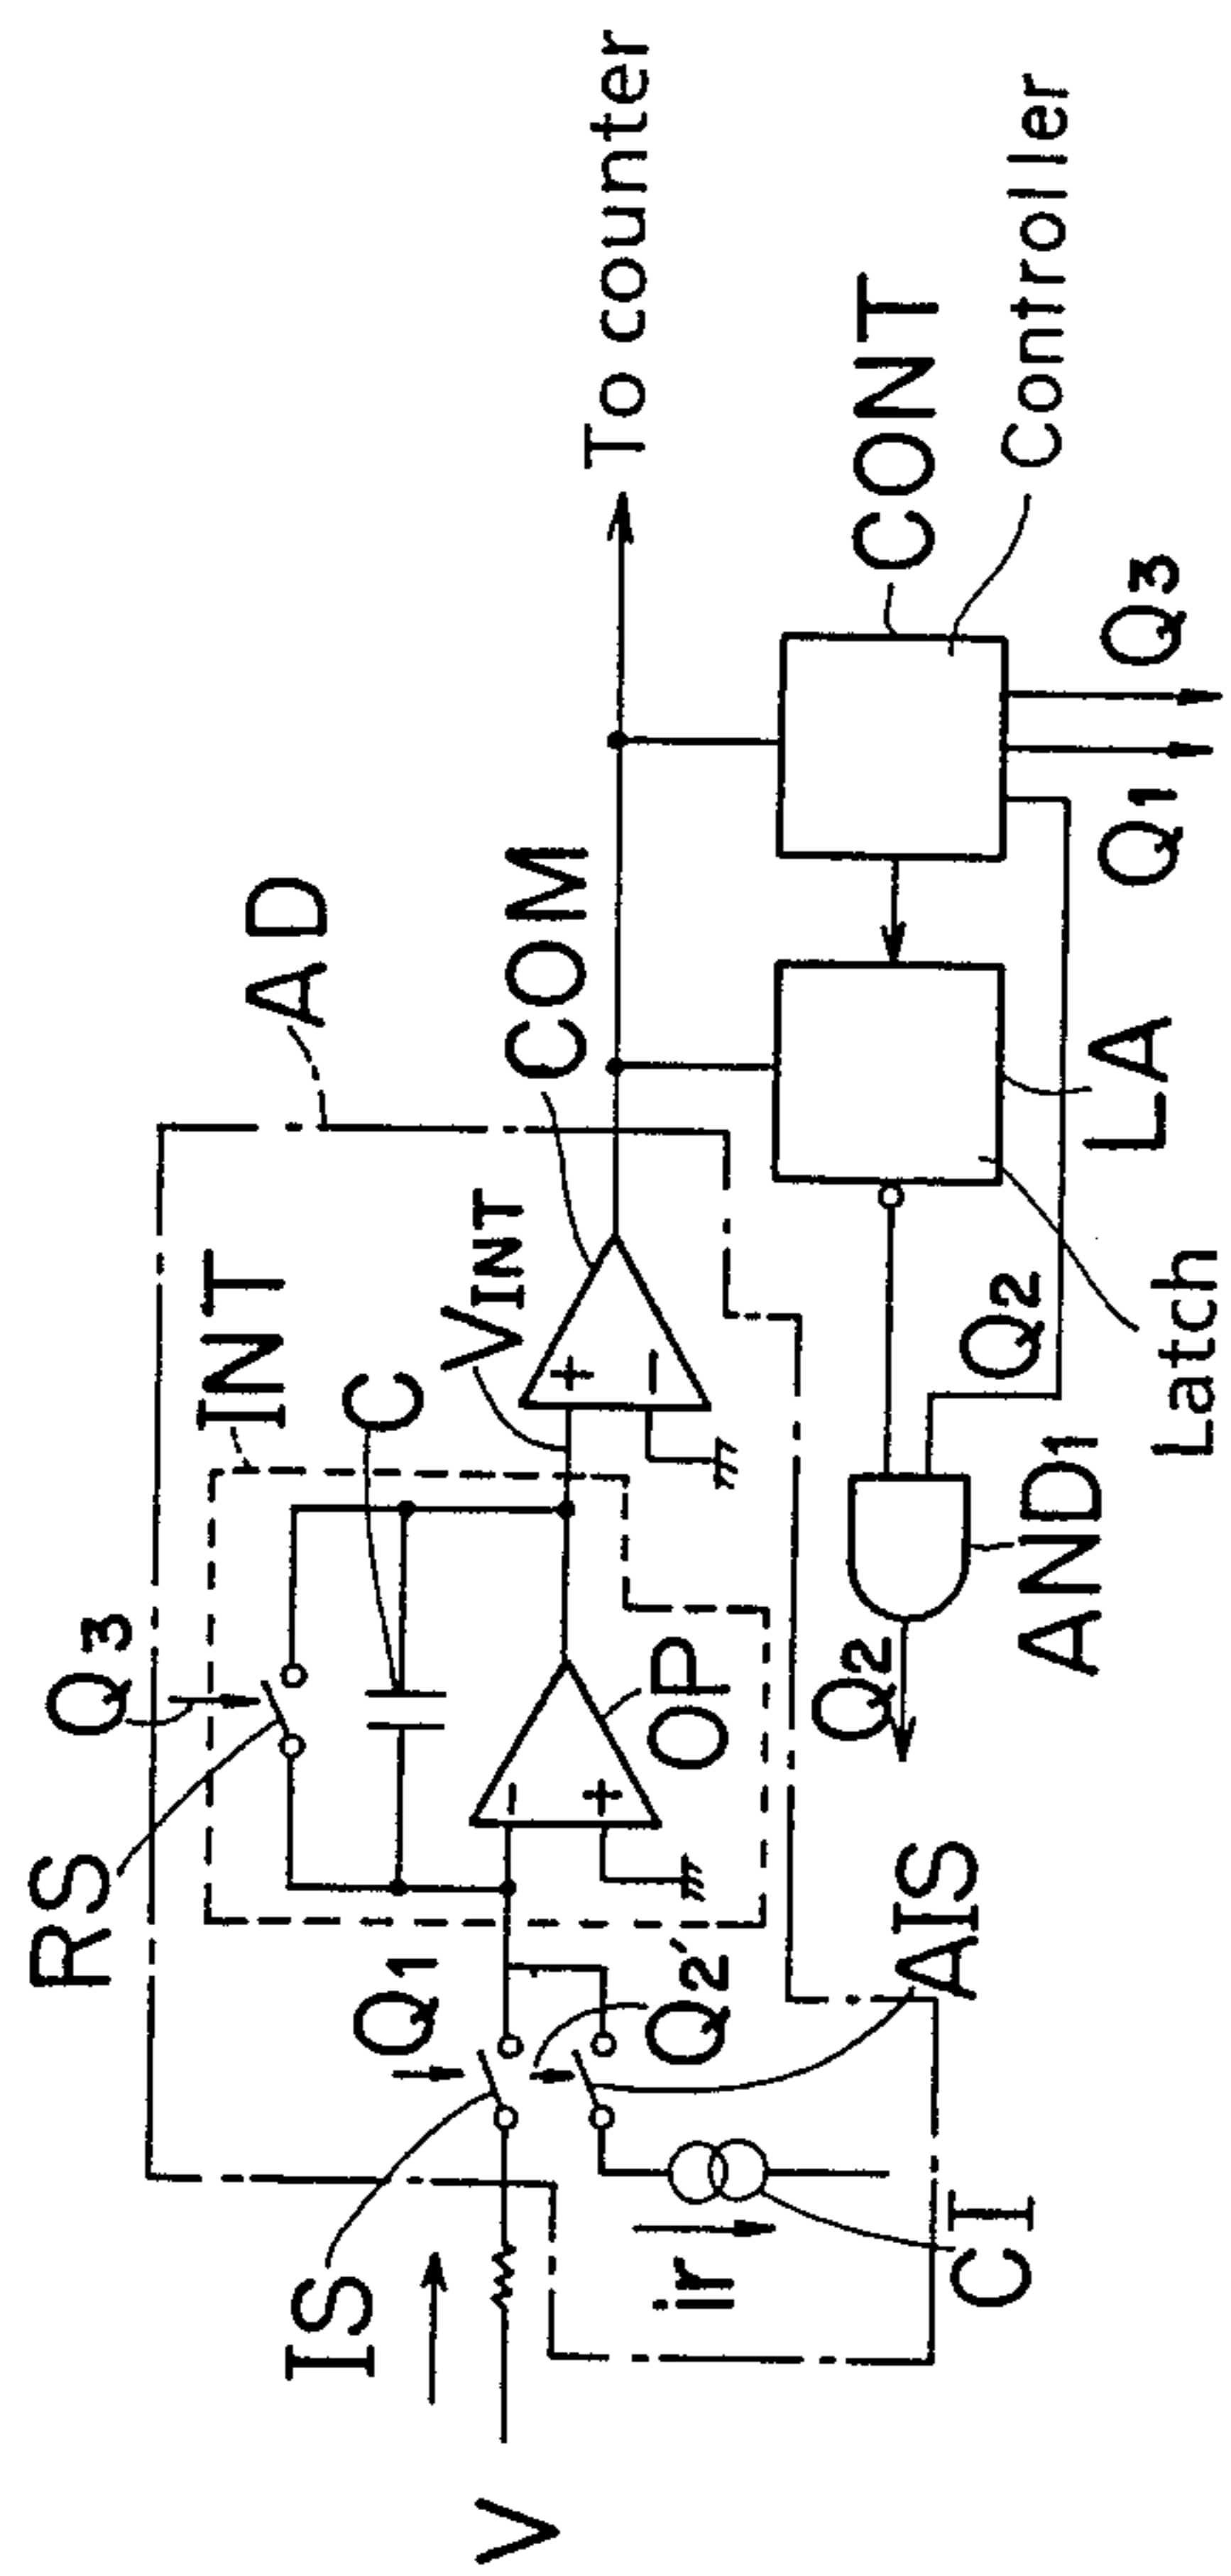 AD
INT
Q3
RS
C
VINT
COM
To counter
Q1
IS
OP
-
+
+
-
V
ir
Q2'
AIS
CI
Q2
AND1
Q2
LA
Latch
CONT
Controller
Q1
Q3